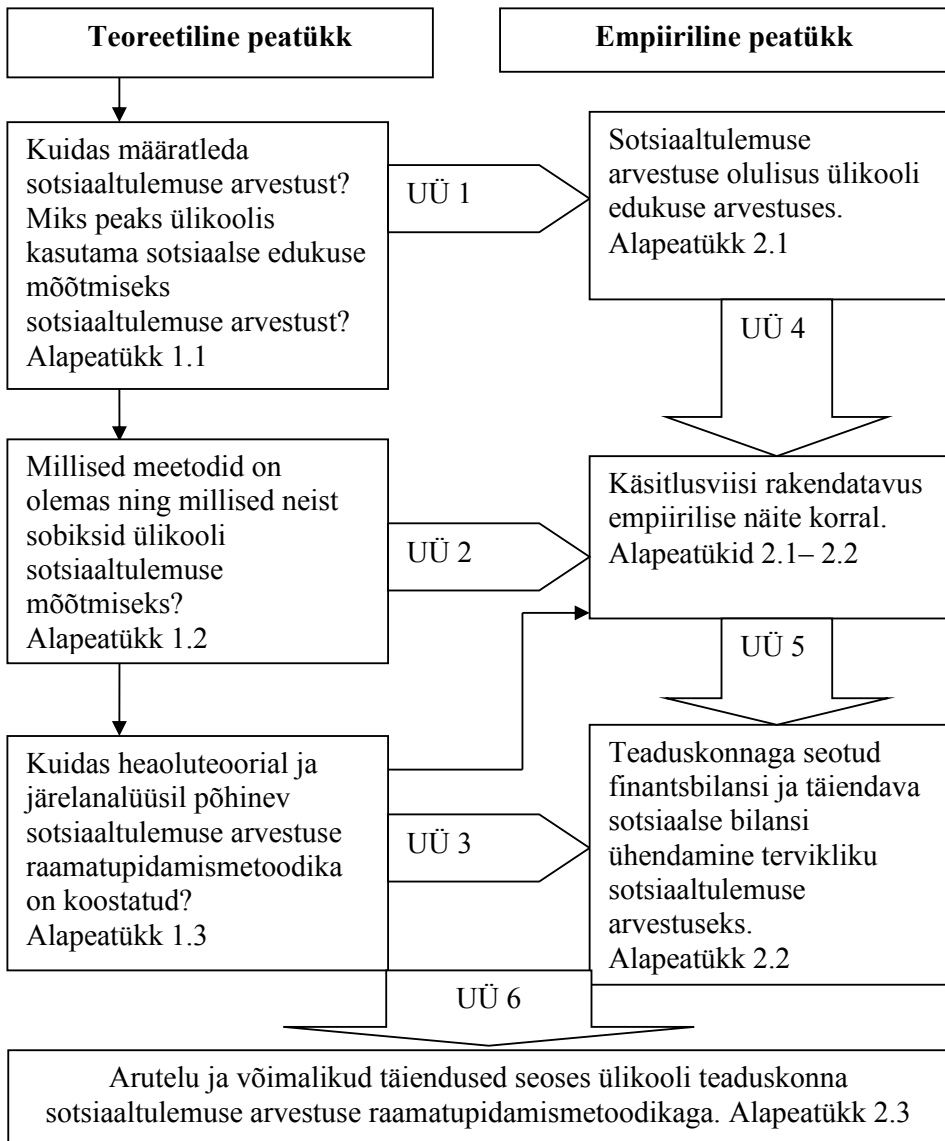 Teoreetiline peatükk
Empiiriline peatükk
Kuidas määratleda
sotsiaaltulemuse arvestust?
Miks peaks ülikoolis
kasutama sotsiaalse edukuse
mõõtmiseks
sotsiaaltulemuse arvestust?
Alapeatükk 1.1
UÜ 1
Sotsiaaltulemuse
arvestuse olulisus ülikooli
edukuse arvestuses.
Alapeatükk 2.1
UÜ 4
Millised meetodid on
olemas ning millised neist
sobiksid ülikooli
sotsiaaltulemuse
mõõtmiseks?
Alapeatükk 1.2
UÜ 2
Käsitlusviisi rakendatavus
empiirilise näite korral.
Alapeatükid 2.1– 2.2
UÜ 5
Kuidas heaoluteoorial ja
järelanalüüsil põhinev
sotsiaaltulemuse arvestuse
raamatupidamismetoodika
on koostatud?
Alapeatükk 1.3
UÜ 3
Teaduskonnaga seotud
finantsbilansi ja täiendava
sotsiaalse bilansi
ühendamine tervikliku
sotsiaaltulemuse
arvestuseks.
Alapeatükk 2.2
UÜ 6
Arutelu ja võimalikud täiendused seoses ülikooli teaduskonna
sotsiaaltulemuse arvestuse raamatupidamismetoodikaga. Alapeatükk 2.3